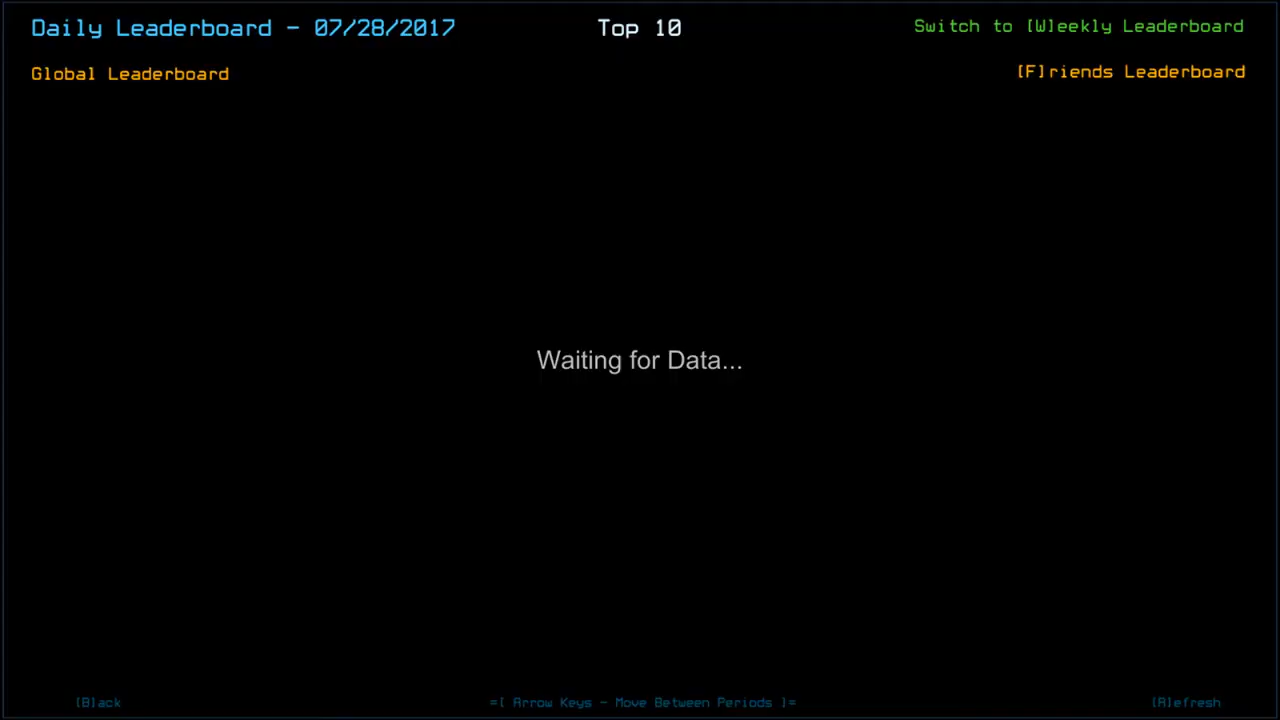 Daily Leaderboard - 07/28/2017
Top 10
Switch to [W]eekly Leaderboard
Global Leaderboard
[F]riends Leaderboard
Waiting for Data...
[B]ack
=[ Arrow Keys - Move Between Periods ]=
[R]efresh